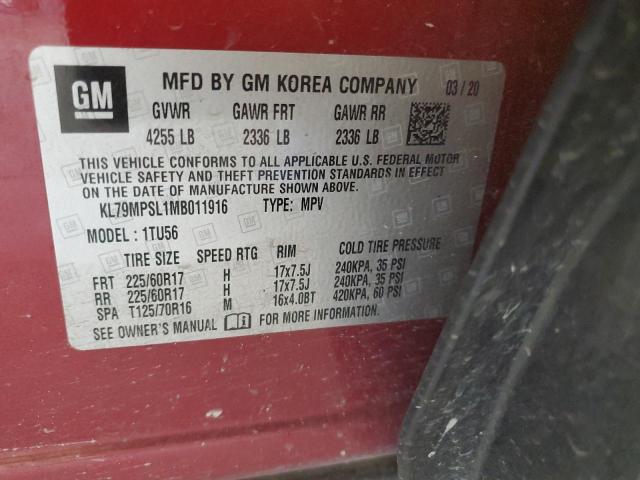 GM MFD BY GM KOREA COMPANY 03 / 20
GVWR GAWR FRT GAWR RR
4255 LB 2336 LB 2336 LB
THIS VEHICLE CONFORMS TO ALL APPLICABLE U.S. FEDERAL MOTOR
VEHICLE SAFETY AND THEFT PREVENTION STANDARDS IN EFFECT
ON THE DATE OF MANUFACTURE SHOWN ABOVE.
KL79MPSL1MB011916 TYPE: MPV
MODEL : 1TU56
TIRE SIZE SPEED RTG RIM COLD TIRE PRESSURE
FRT 225/60R17 H 17x7.5J 240KPA, 35 PSI
RR 225/60R17 H 17x7.5J 240KPA, 35 PSI
SPA T125/70R16 M 16x4.0BT 420KPA, 60 PSI
SEE OWNER'S MANUAL FOR MORE INFORMATION.